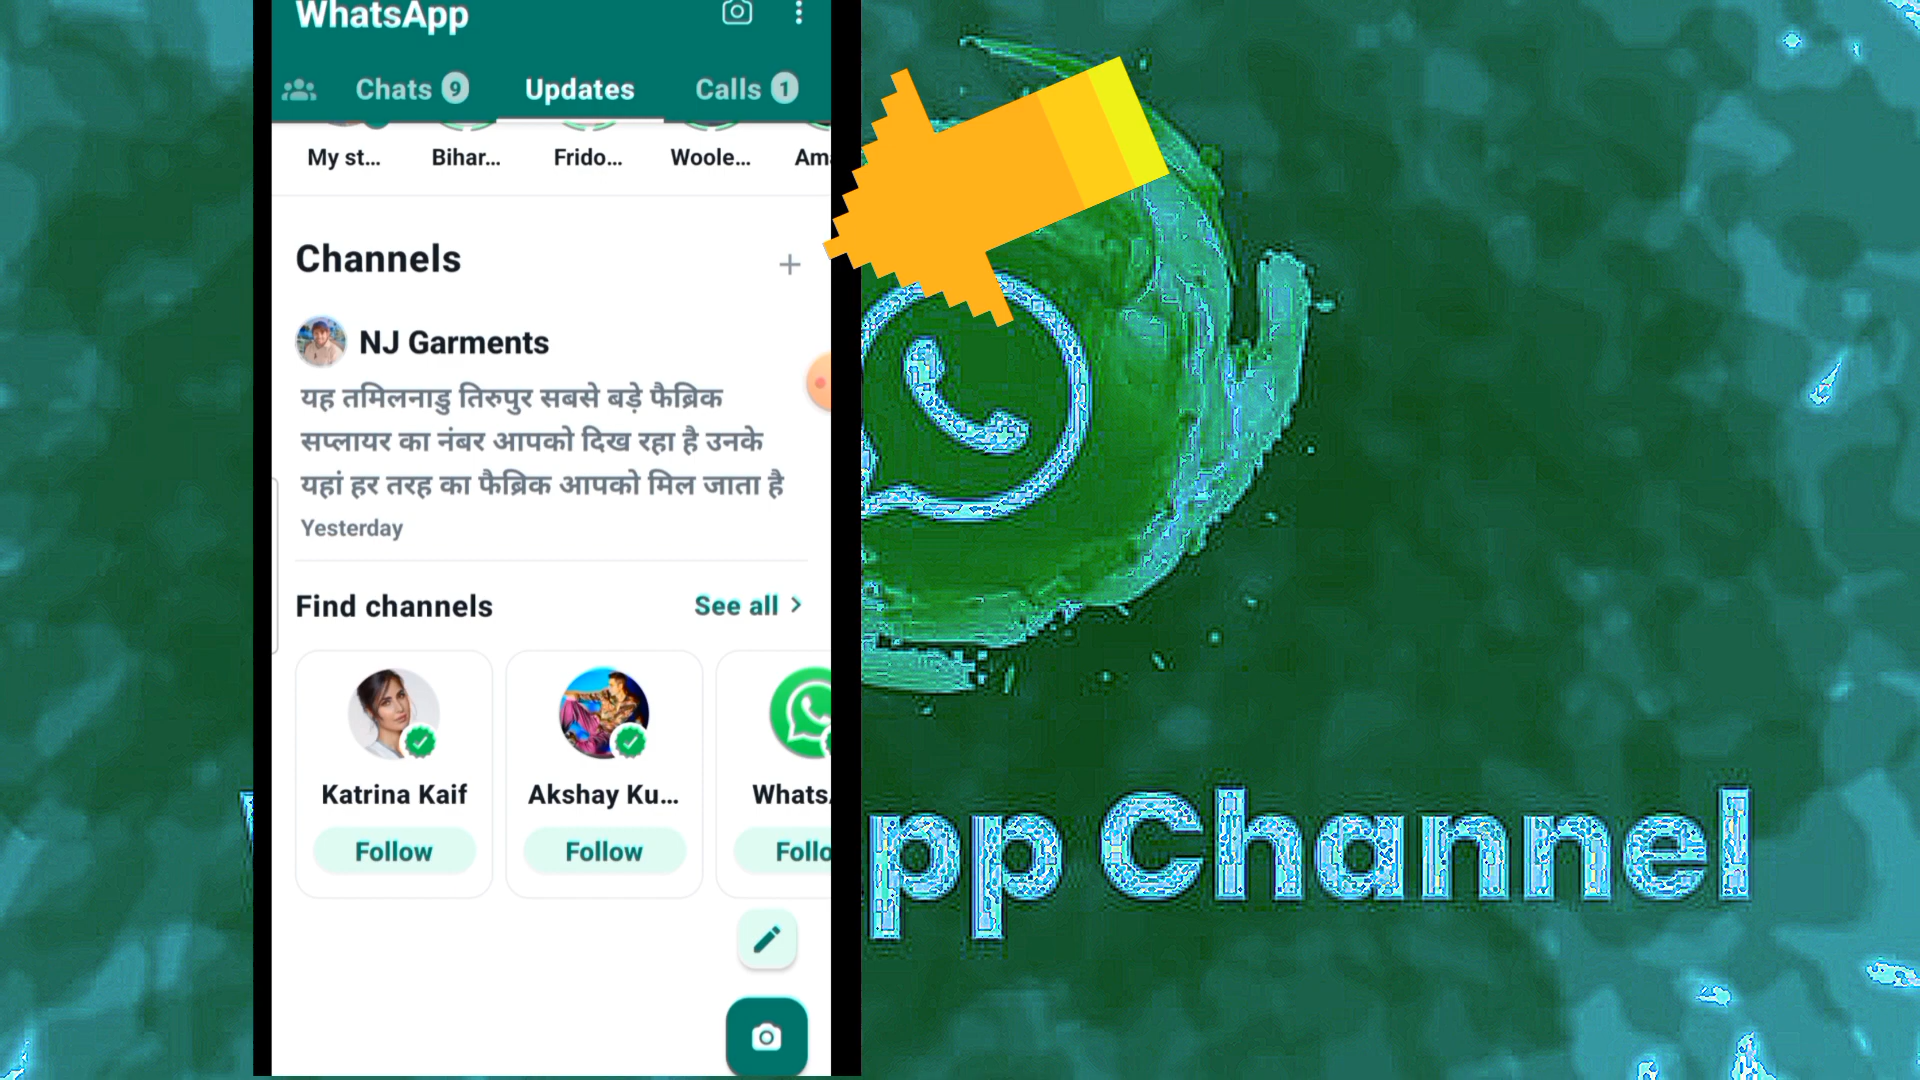 WhatsApp
Chats 9 Updates Calls 1
My st... Bihar... Frido... Woole... Am
Channels
NJ Garments
यह तमिलनाडु तिरुपुर सबसे बड़े फैब्रिक
सप्लायर का नंबर आपको दिख रहा है उनके
यहां हर तरह का फैब्रिक आपको मिल जाता है
Yesterday
Find channels See all
Katrina Kaif Akshay Ku... Whats
Follow Follow Follo
pp Channel